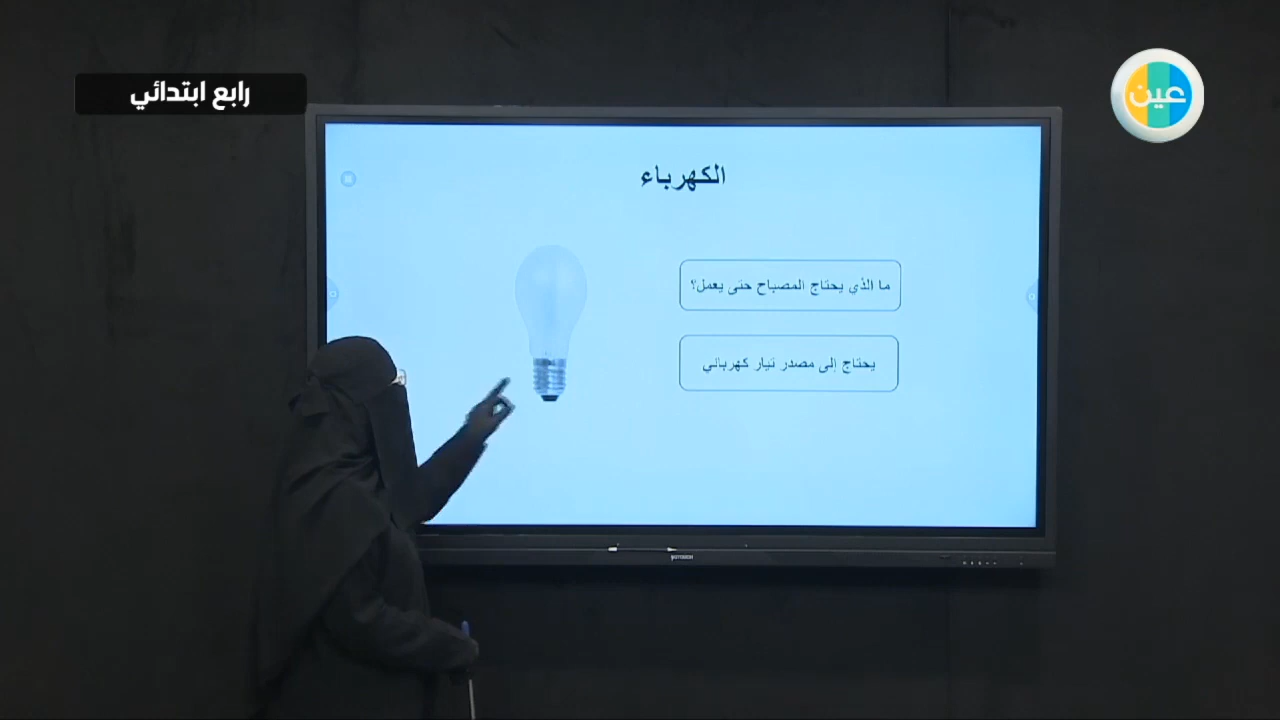 رابع ابتدائي
عين
الكهرباء
ما الذي يحتاج المصباح حتى يعمل؟
يحتاج إلى مصدر تيار كهربائي